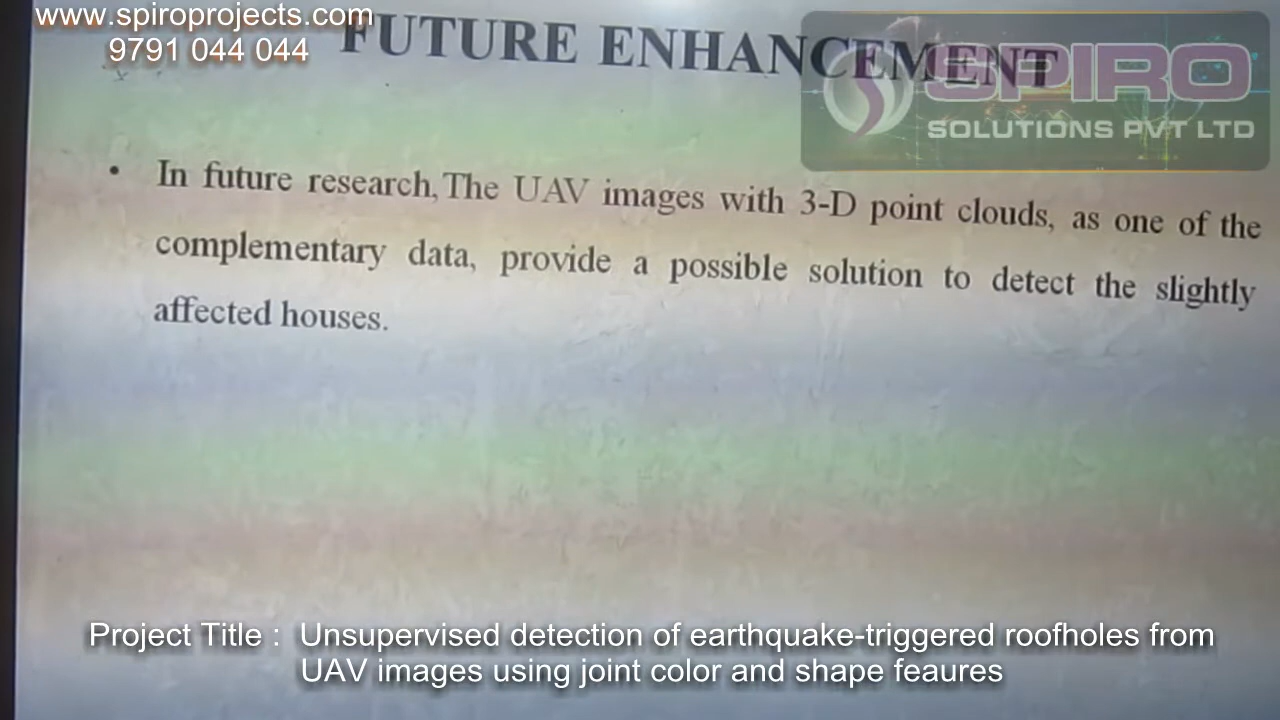 www.spiroprojects.com
9791 044 044
FUTURE ENHANCEMENT
SPIRO
SOLUTIONS PVT LTD
• In future research,The UAV images with 3-D point clouds, as one of the
complementary data, provide a possible solution to detect the slightly
affected houses.
Project Title : Unsupervised detection of earthquake-triggered roofholes from
UAV images using joint color and shape feaures